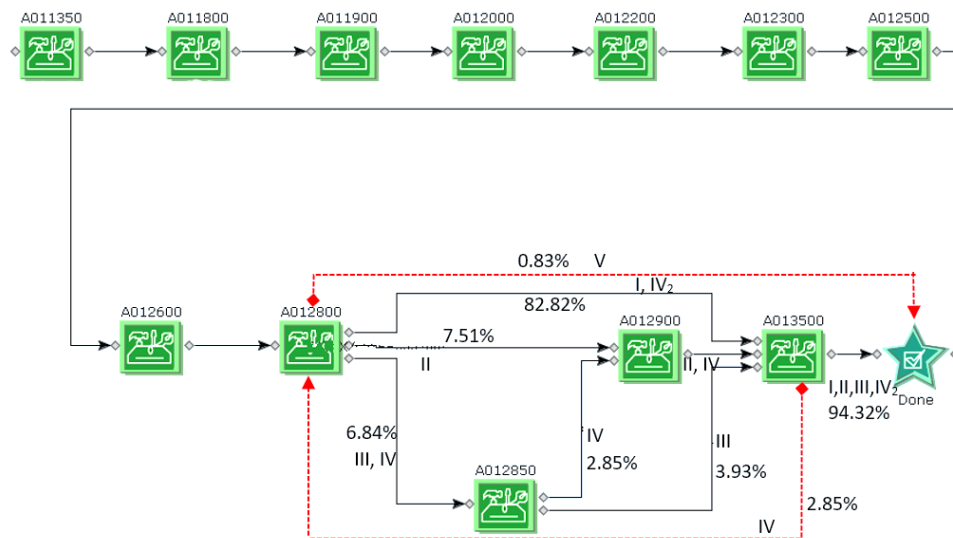 A011350 A011800 A011900 A012000 A012200 A012300 A012500
0.83% V
I, IV₂
82.82%
A012600 A012800 A012900 A013500
7.51%
II
II, IV
Done
I,II,III,IV₂
94.32%
6.84%
III, IV
IV
2.85%
III
3.93%
A012850
2.85%
IV